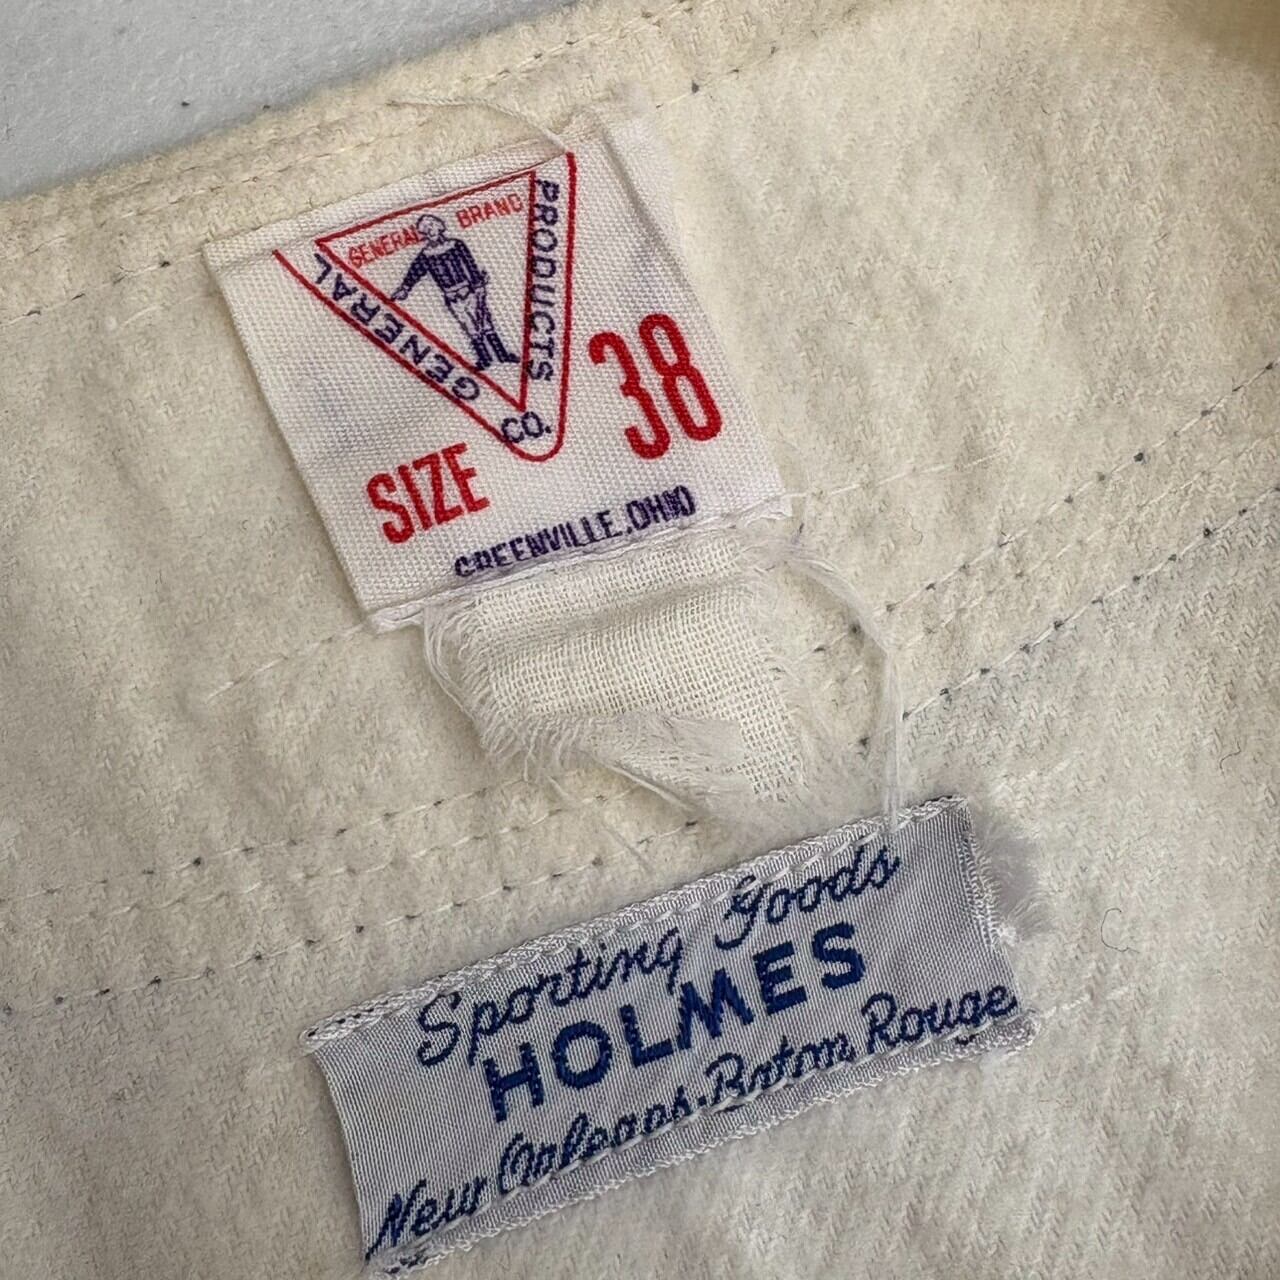 GENERAL BRAND
GENERAL PRODUCTS CO.
SIZE 38
GREENVILLE, OHIO
Sporting Goods
HOLMES
New Orleans-Baton Rouge